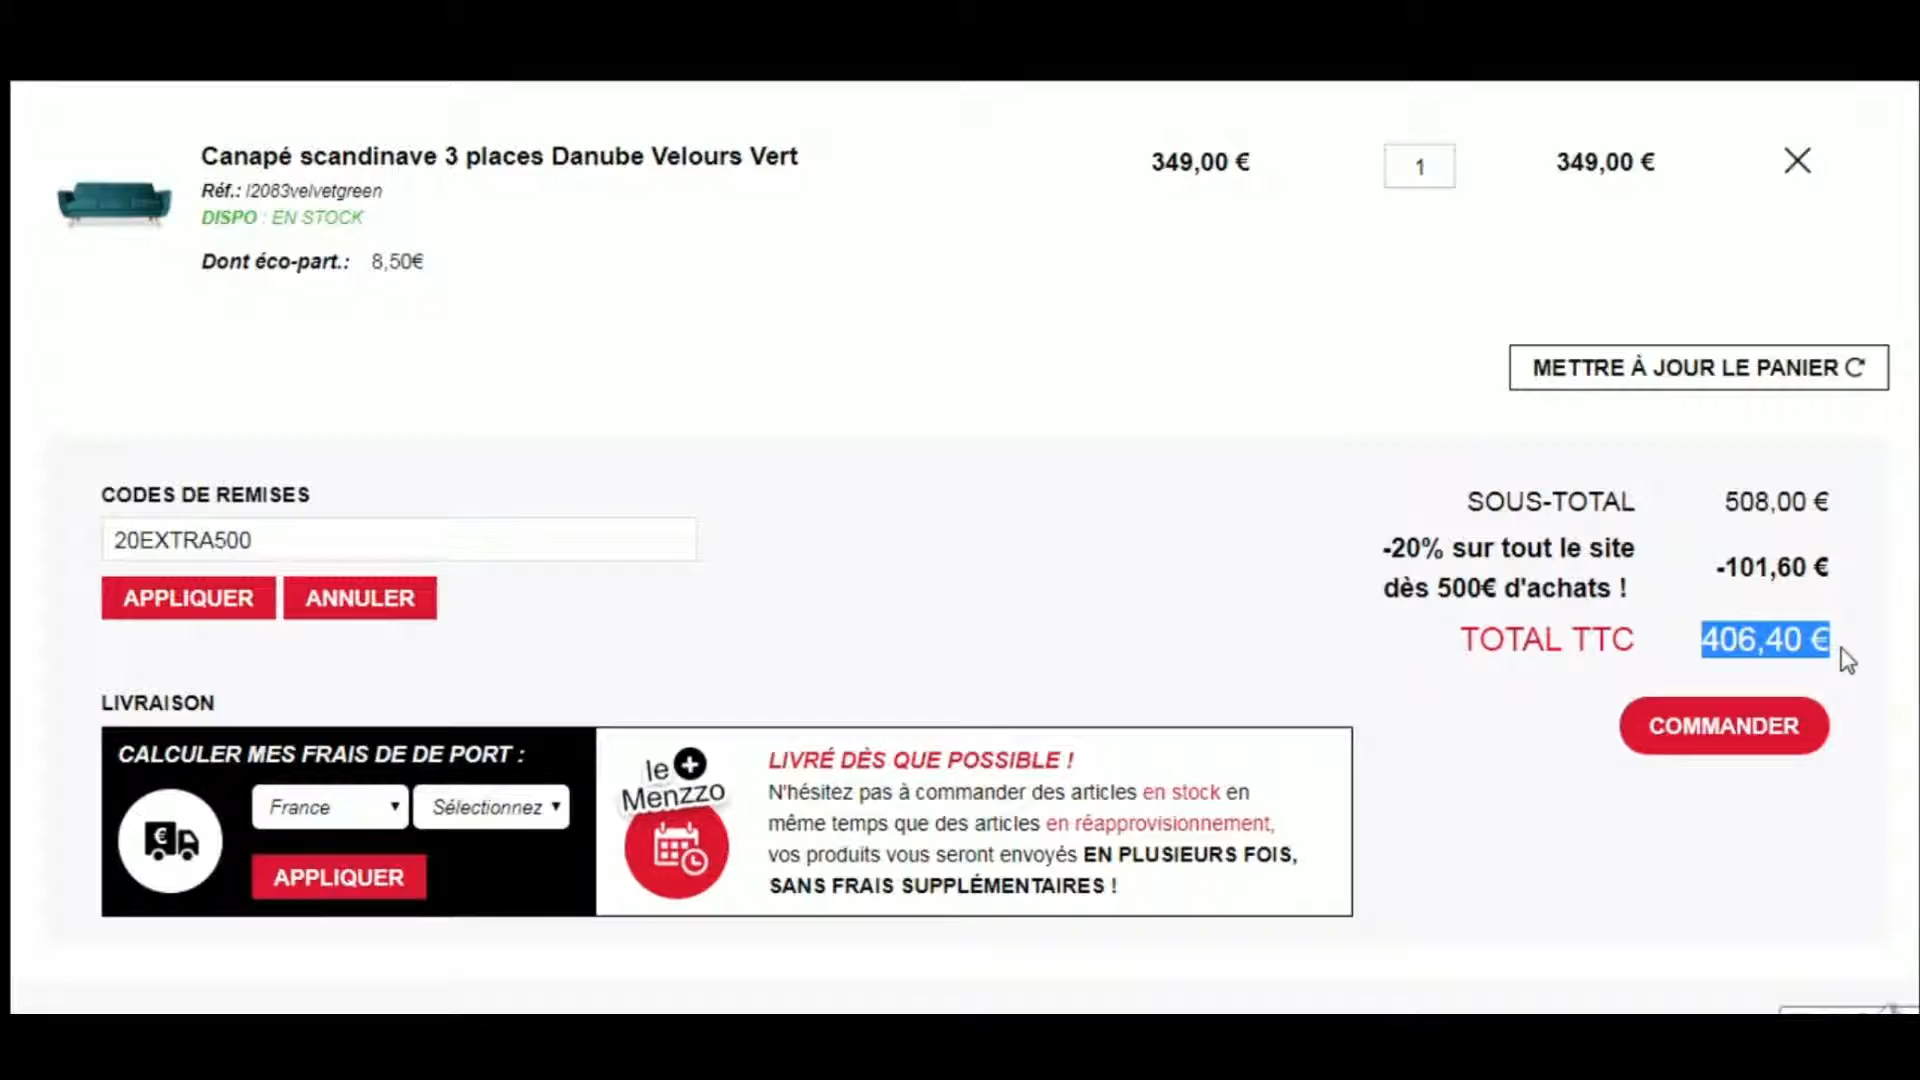 Canapé scandinave 3 places Danube Velours Vert
349,00 €
1
349,00 €
Réf.: l2083velvetgreen
DISPO : EN STOCK
Dont éco-part.: 8,50€
METTRE À JOUR LE PANIER
CODES DE REMISES
20EXTRA500
APPLIQUER
ANNULER
SOUS-TOTAL 508,00 €
-20% sur tout le site
dès 500€ d'achats !
-101,60 €
TOTAL TTC 406,40 €
COMMANDER
LIVRAISON
CALCULER MES FRAIS DE DE PORT :
France
Sélectionnez
APPLIQUER
le +
Menzzo
LIVRÉ DÈS QUE POSSIBLE !
N'hésitez pas à commander des articles en stock en
même temps que des articles en réapprovisionnement,
vos produits vous seront envoyés EN PLUSIEURS FOIS,
SANS FRAIS SUPPLÉMENTAIRES !